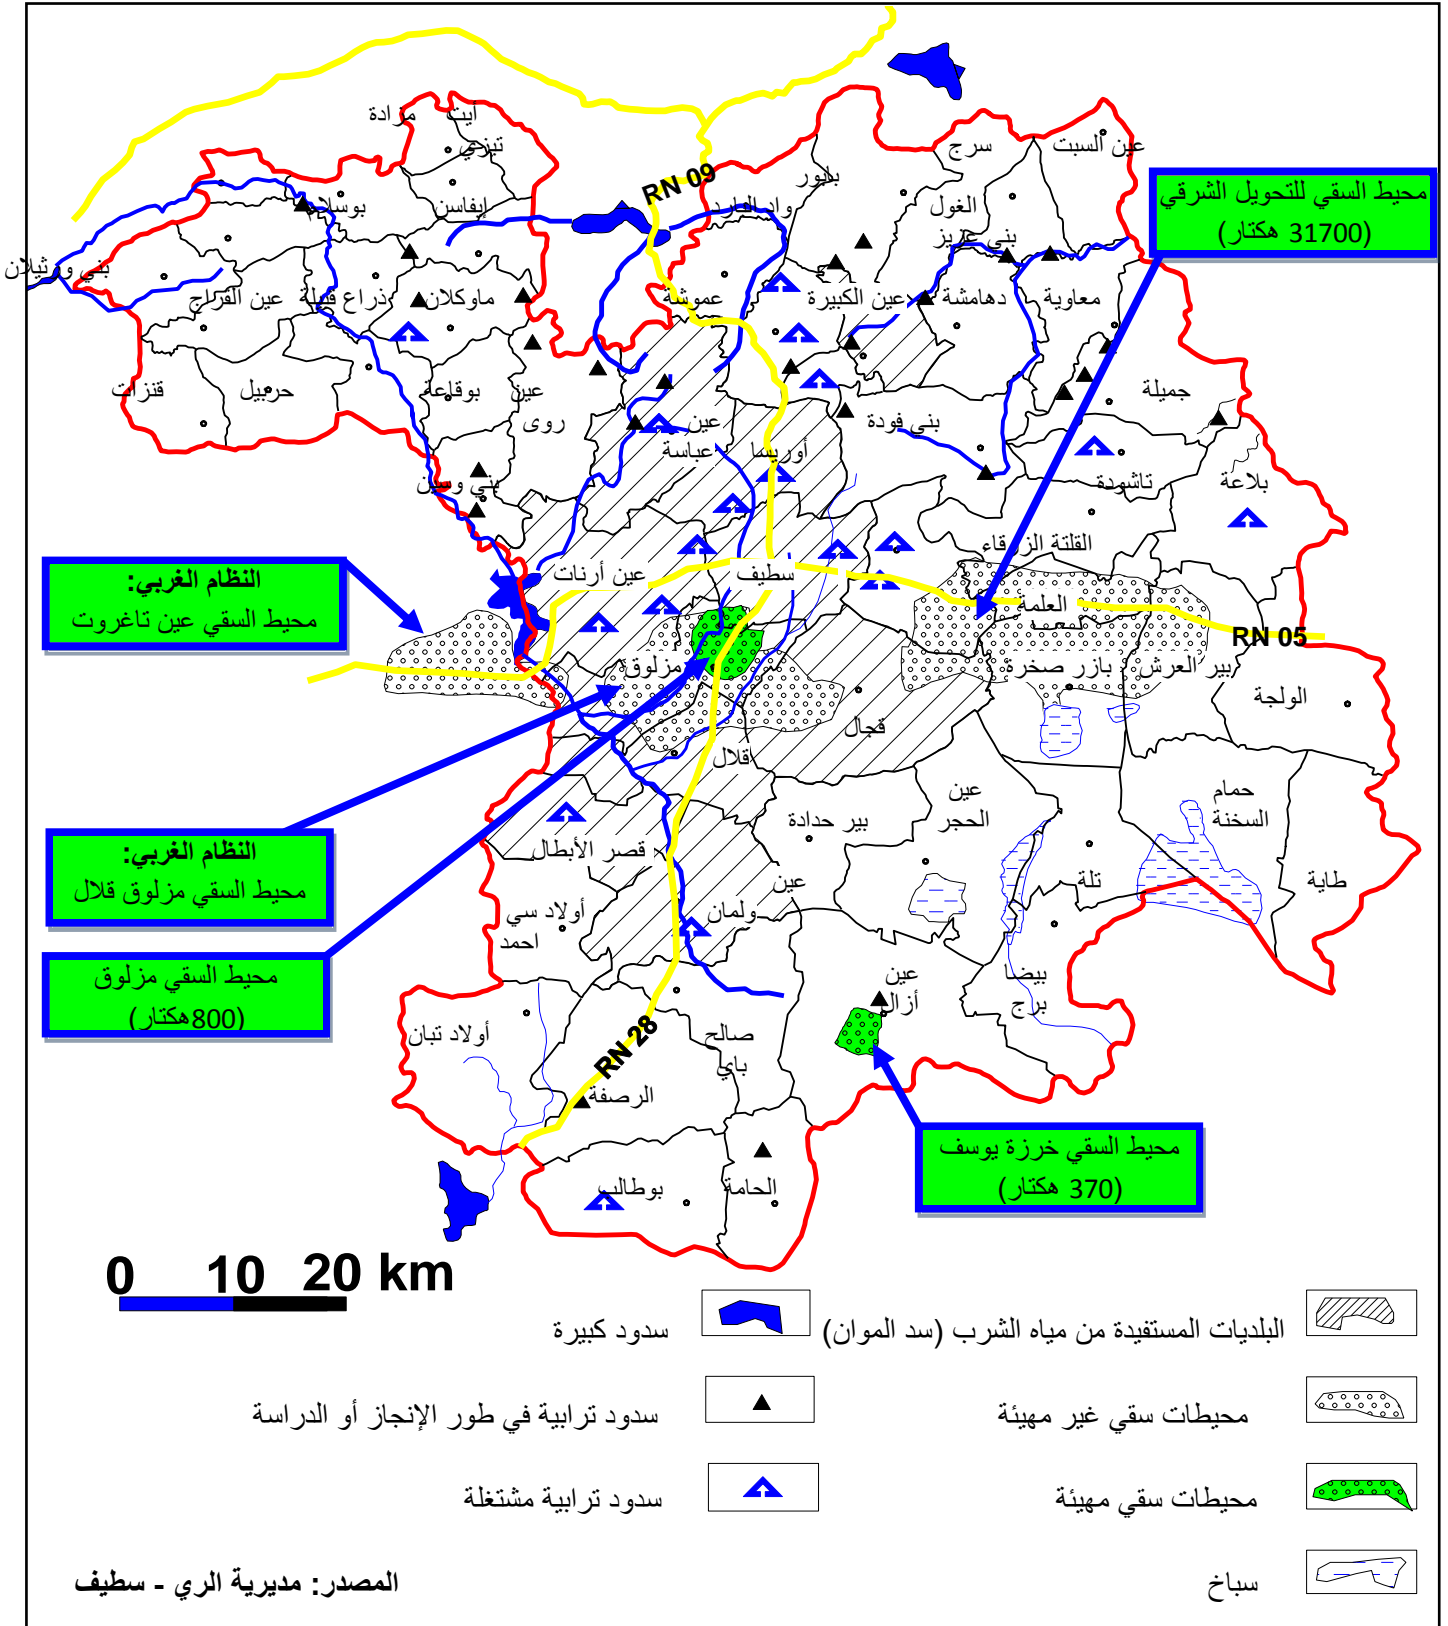 أيت
مزادة
تيزي
عين السبت
سرج
الغول
بابور
واد البارد
RN 09
بوسلام
إيفاسن
بني عزيز
محيط السقي للتحويل الشرقي
(31700 هكتار)
بني ورثيلان
عين القراج
ذراع قبيلة
ماوكلان
عموشة
عين الكبيرة
دهامشة
معاوية
قنزات
حربيل
بوقاعة
عين
روى
عين
عباسة
أوريسا
بني فودة
جميلة
بني وسين
تاشودة
بلاعة
القلتة الزرقاء
النظام الغربي:
محيط السقي عين تاغروت
عين أرنات
سطيف
العلمة
RN 05
مزلوق
بازر صخرة
بير العرش
الولجة
قجال
قلال
عين
الحجر
حمام
السخنة
بير حدادة
النظام الغربي:
محيط السقي مزلوق قلال
قصر الأبطال
تلة
طاية
عين
ولمان
أولاد سي
احمد
محيط السقي مزلوق
(800هكتار)
عين
أزال
بيضا
برج
أولاد تبان
صالح
باي
RN 28
الرصفة
محيط السقي خرزة يوسف
(370 هكتار)
بوطالب
الحامة
0 10 20 km
البلديات المستفيدة من مياه الشرب (سد الموان)
سدود كبيرة
محيطات سقي غير مهيئة
سدود ترابية في طور الإنجاز أو الدراسة
محيطات سقي مهيئة
سدود ترابية مشتغلة
سباخ
المصدر: مديرية الري - سطيف